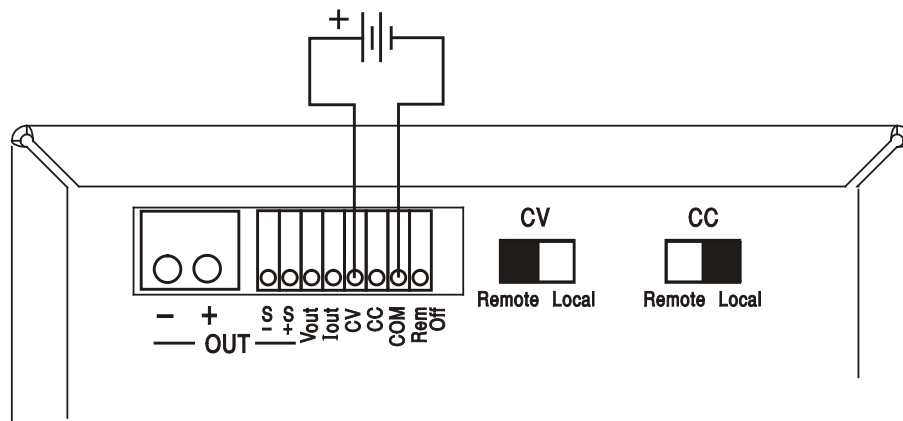 +
CV
CC
Remote Local
Remote Local
- +
S -
S +
Vout
Iout
CV
CC
COM
Rem Off
OUT